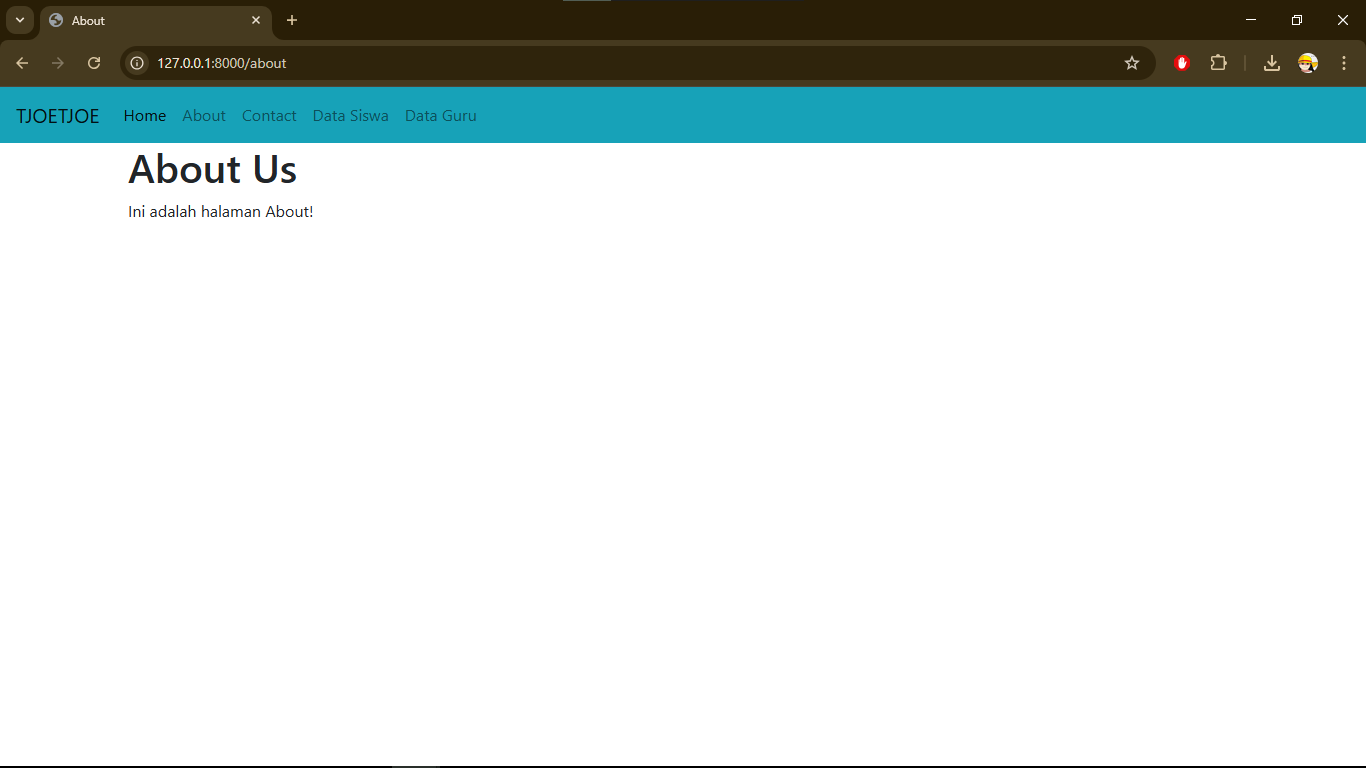 About
127.0.0.1:8000/about
TJOETJOE Home About Contact Data Siswa Data Guru
About Us
Ini adalah halaman About!